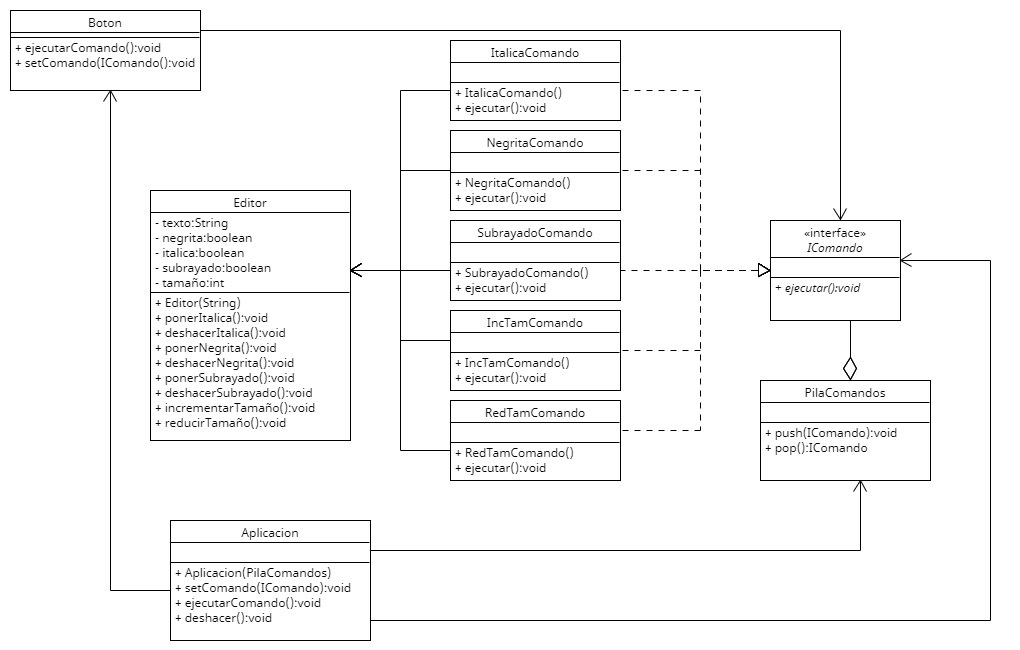 Boton
+ ejecutarComando():void
+ setComando(IComando():void
ItalicaComando
+ ItalicaComando()
+ ejecutar():void
NegritaComando
+ NegritaComando()
+ ejecutar():void
SubrayadoComando
+ SubrayadoComando()
+ ejecutar():void
IncTamComando
+ IncTamComando()
+ ejecutar():void
RedTamComando
+ RedTamComando()
+ ejecutar():void
Editor
- texto:String
- negrita:boolean
- italica:boolean
- subrayado:boolean
- tamaño:int
+ Editor(String)
+ ponerItalica():void
+ deshacerItalica():void
+ ponerNegrita():void
+ deshacerNegrita():void
+ ponerSubrayado():void
+ deshacerSubrayado():void
+ incrementarTamaño():void
+ reducirTamaño():void
«interface»
IComando
+ ejecutar():void
PilaComandos
+ push(IComando):void
+ pop():IComando
Aplicacion
+ Aplicacion(PilaComandos)
+ setComando(IComando):void
+ ejecutarComando():void
+ deshacer():void